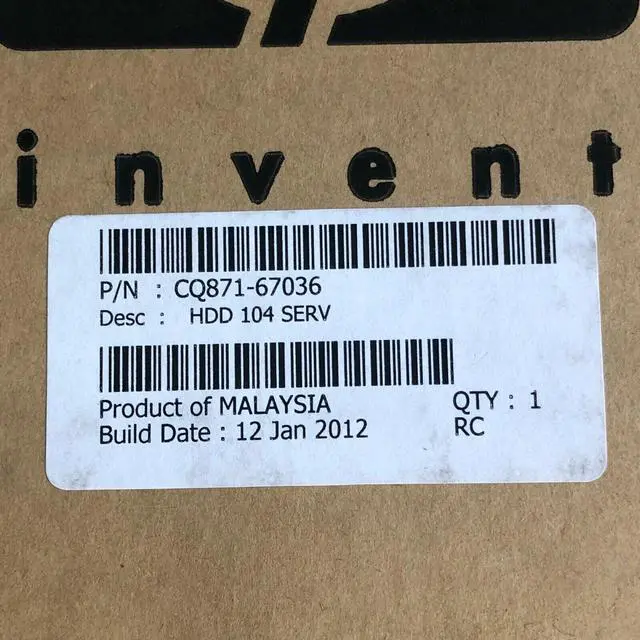 invent
P/N : CQ871-67036
Desc : HDD 104 SERV
Product of MALAYSIA QTY : 1
Build Date : 12 Jan 2012 RC